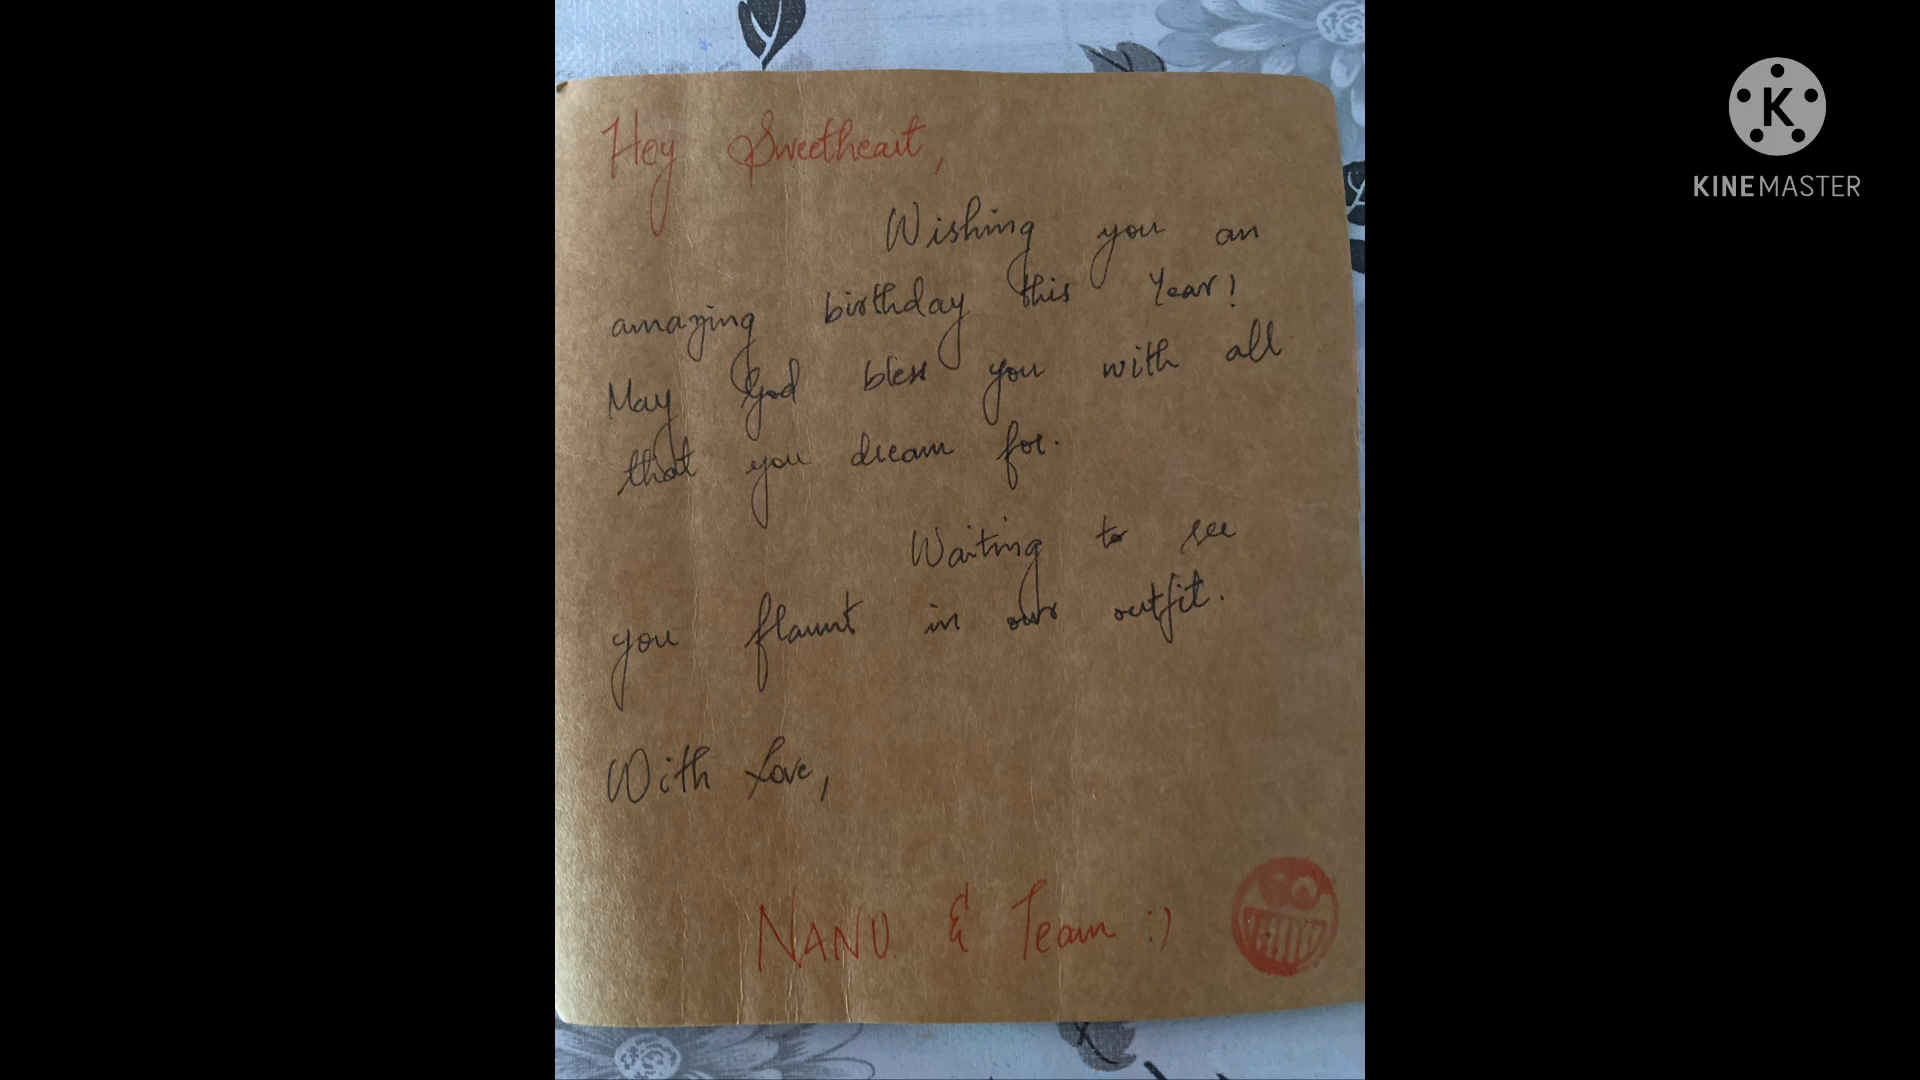 Hey Sweetheart,
Wishing you an
amazing birthday this Year!
May God bless you with all
that you dream for.
Waiting to see
you flaunt in our outfit.
With Love,
NANU & Team :)
K
KINEMASTER